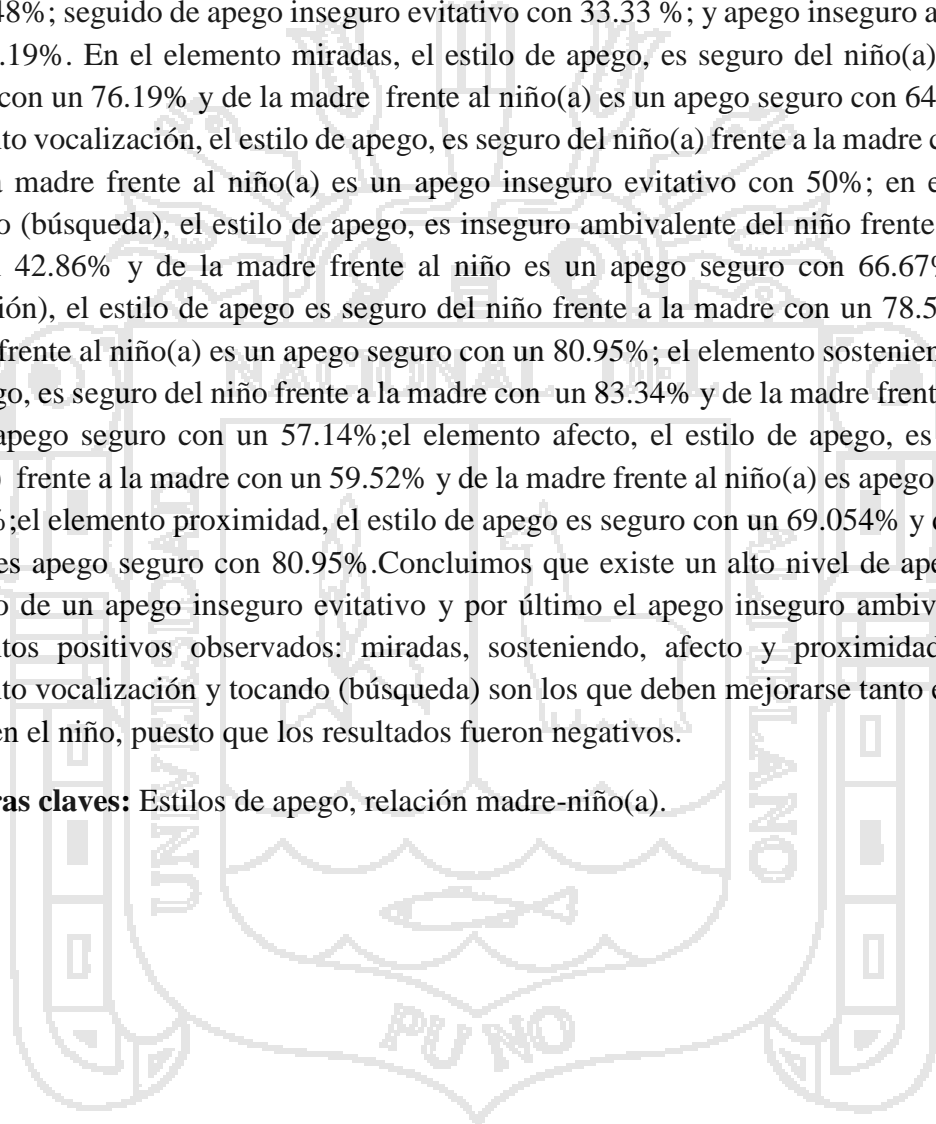 48%; seguido de apego inseguro evitativo con 33.33 %; y apego inseguro a
.19%. En el elemento miradas, el estilo de apego, es seguro del niño(a)
con un 76.19% y de la madre frente al niño(a) es un apego seguro con 64
to vocalización, el estilo de apego, es seguro del niño(a) frente a la madre c
a madre frente al niño(a) es un apego inseguro evitativo con 50%; en e
o (búsqueda), el estilo de apego, es inseguro ambivalente del niño frente
42.86% y de la madre frente al niño es un apego seguro con 66.67%
ión), el estilo de apego es seguro del niño frente a la madre con un 78.5
frente al niño(a) es un apego seguro con un 80.95%; el elemento sostenien
go, es seguro del niño frente a la madre con un 83.34% y de la madre frent
apego seguro con un 57.14%;el elemento afecto, el estilo de apego, es
) frente a la madre con un 59.52% y de la madre frente al niño(a) es apego
%;el elemento proximidad, el estilo de apego es seguro con un 69.054% y d
es apego seguro con 80.95%.Concluimos que existe un alto nivel de ape
o de un apego inseguro evitativo y por último el apego inseguro ambiv
tos positivos observados: miradas, sosteniendo, afecto y proximidad
to vocalización y tocando (búsqueda) son los que deben mejorarse tanto e
en el niño, puesto que los resultados fueron negativos.
ras claves: Estilos de apego, relación madre-niño(a).
UNIVERSIDAD
NACIONAL DEL
ALTIPLANO
PUNO